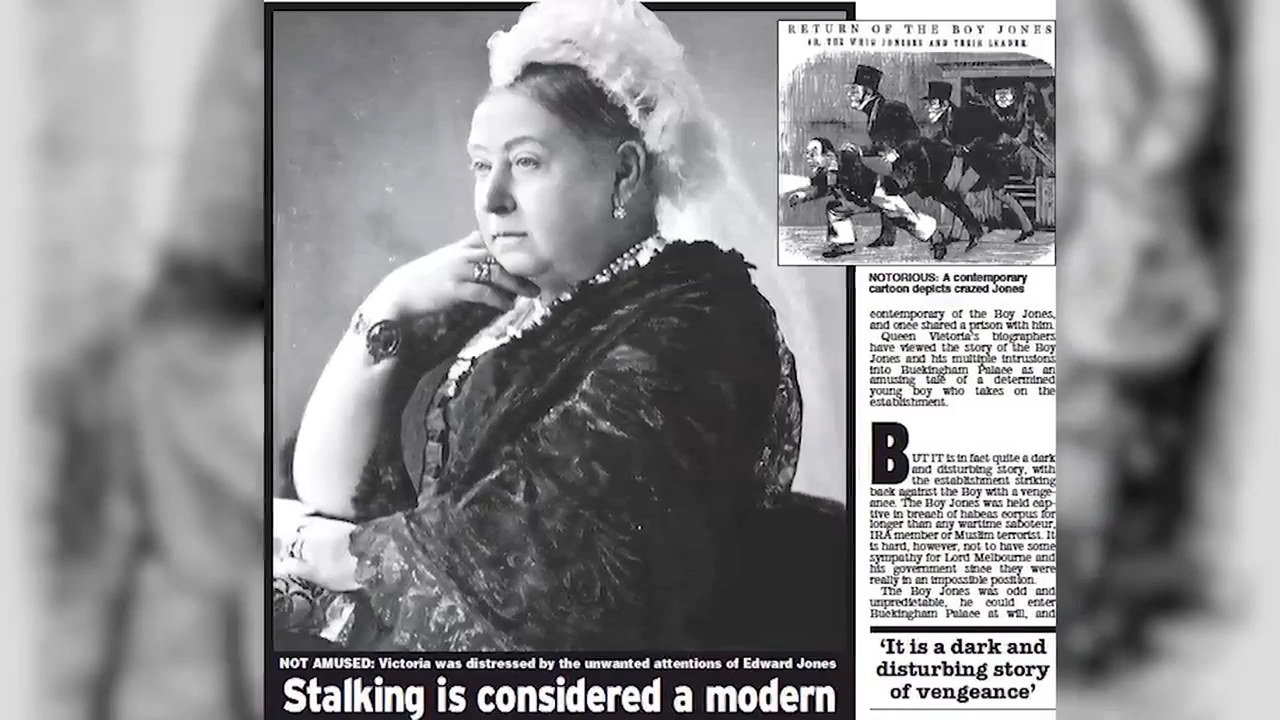 RETURN OF THE BOY JONES
OR, THE WHIG JONESES AND THEIR LEADER.
NOTORIOUS: A contemporary
cartoon depicts crazed Jones
contemporary of the Boy Jones,
and once shared a prison with him.
Queen Victoria's biographers
have viewed the story of the Boy
Jones and his multiple intrusions
into Buckingham Palace as an
amusing tale of a determined
young boy who takes on the
establishment.
BUT IT is in fact quite a dark
and disturbing story, with
the establishment striking
back against the Boy with a venge-
ance. The Boy Jones was held cap-
tive in breach of habeas corpus for
longer than any wartime saboteur,
IRA member or Muslim terrorist. It
is hard, however, not to have some
sympathy for Lord Melbourne and
his government since they were
really in an impossible position.
The Boy Jones was odd and
unpredictable, he could enter
Buckingham Palace at will, and
'It is a dark and
disturbing story
of vengeance'
NOT AMUSED: Victoria was distressed by the unwanted attentions of Edward Jones
Stalking is considered a modern